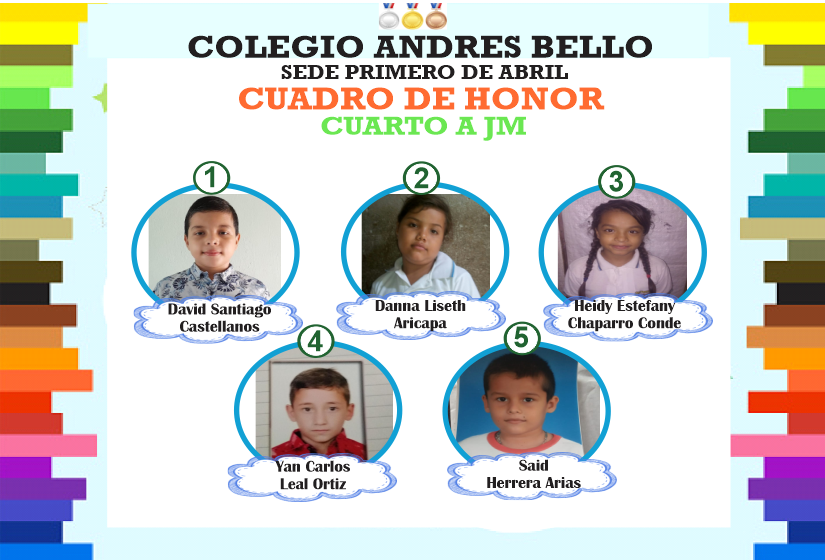 COLEGIO ANDRES BELLO
SEDE PRIMERO DE ABRIL
CUADRO DE HONOR
CUARTO A JM
1
David Santiago
Castellanos
2
Danna Liseth
Aricapa
3
Heidy Estefany
Chaparro Conde
4
Yan Carlos
Leal Ortiz
5
Said
Herrera Arias